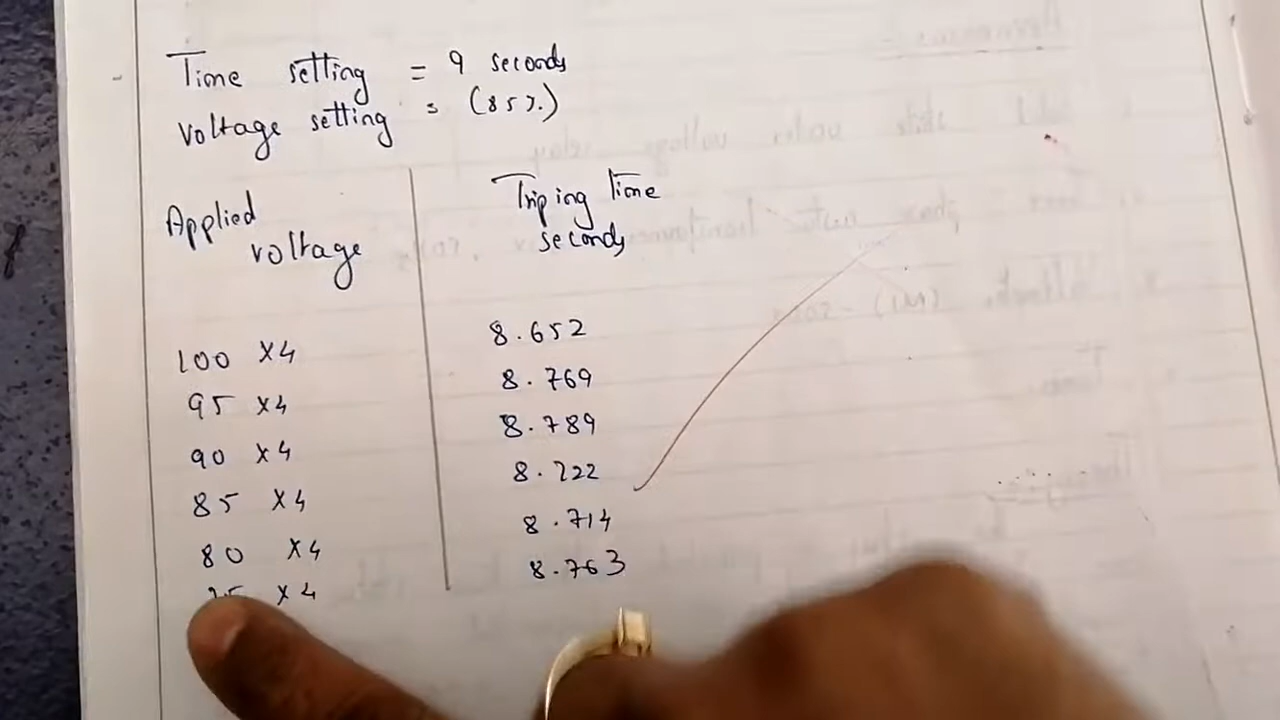 Time setting = 9 seconds
Voltage setting = (85%)
Applied voltage
Triping Time seconds
100 X4 8.652
95 X4 8.769
90 X4 8.789
85 X4 8.722
80 X4 8.714
X4 8.763